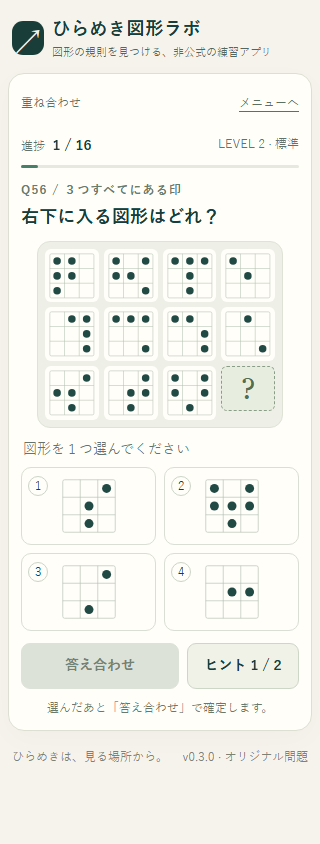 ひらめき図形ラボ
図形の規則を見つける、非公式の練習アプリ
重ね合わせ
メニューへ
進捗 1 / 16
LEVEL 2・標準
Q56 / 3つすべてにある印
右下に入る図形はどれ？
?
図形を1つ選んでください
1
2
3
4
答え合わせ
ヒント 1 / 2
選んだあと「答え合わせ」で確定します。
ひらめきは、見る場所から。
v0.3.0・オリジナル問題